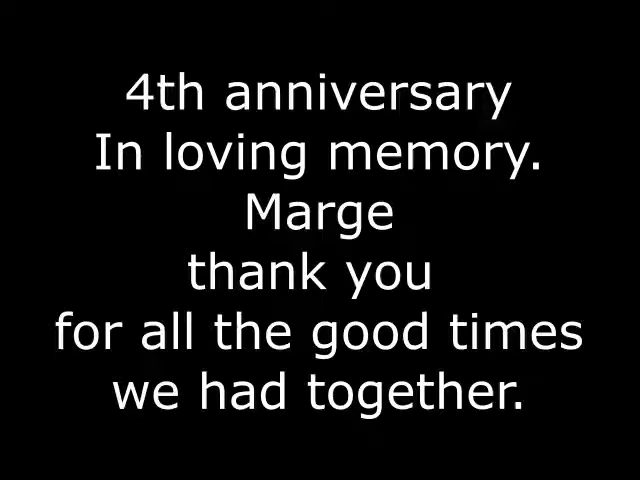 4th anniversary
In loving memory.
Marge
thank you
for all the good times
we had together.